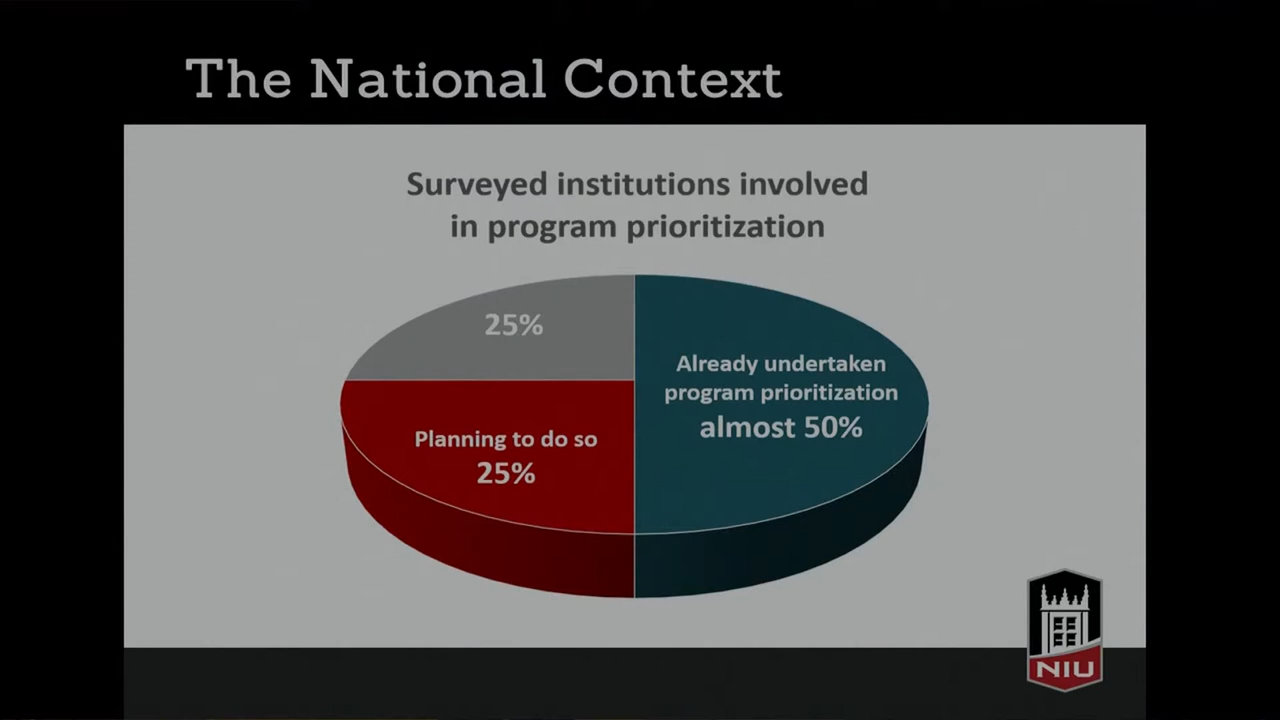 The National Context
Surveyed institutions involved
in program prioritization
25%
Already undertaken
program prioritization
almost 50%
Planning to do so
25%
NIU